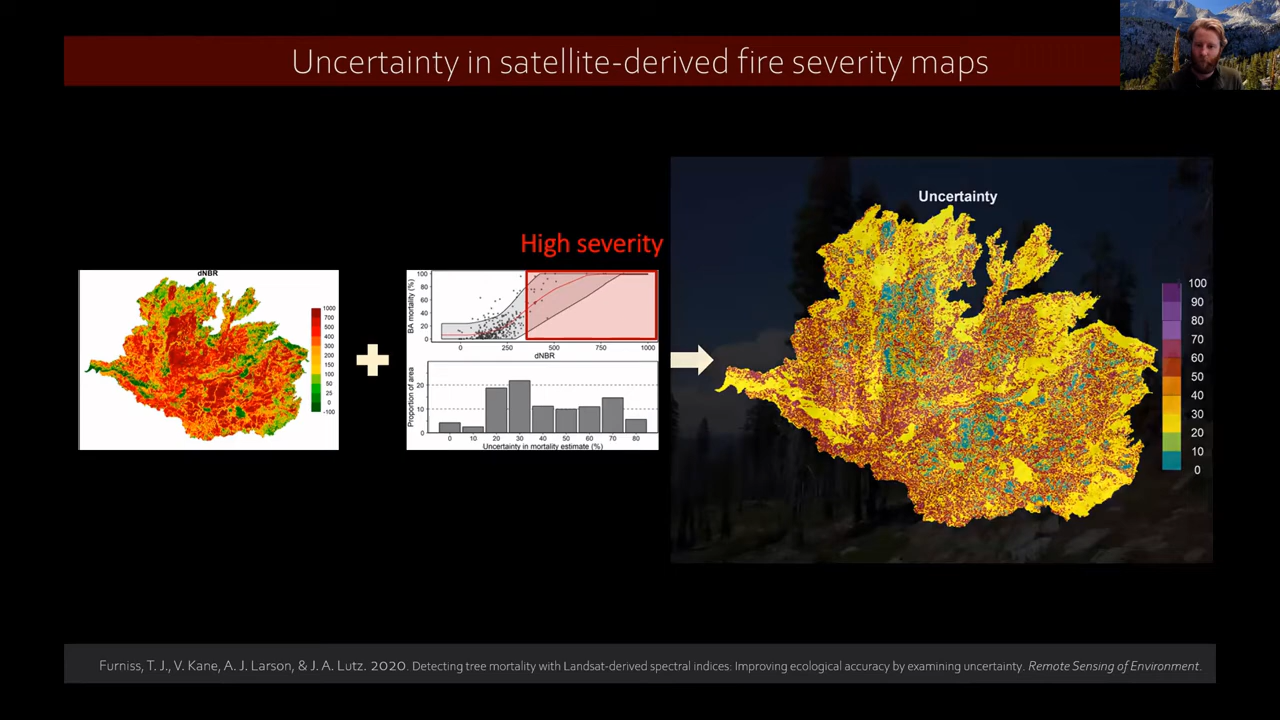 Uncertainty in satellite-derived fire severity maps
High severity
dNBR
1000
700
500
400
300
200
150
100
50
25
0
-100
BA mortality (%)
100
80
60
40
20
0
0 250 500 750 1000
dNBR
Proportion of area
20
10
0
0 10 20 30 40 50 60 70 80
Uncertainty in mortality estimate (%)
Uncertainty
100
90
80
70
60
50
40
30
20
10
0
Furniss, T. J., V. Kane, A. J. Larson, & J. A. Lutz. 2020. Detecting tree mortality with Landsat-derived spectral indices: Improving ecological accuracy by examining uncertainty. Remote Sensing of Environment.